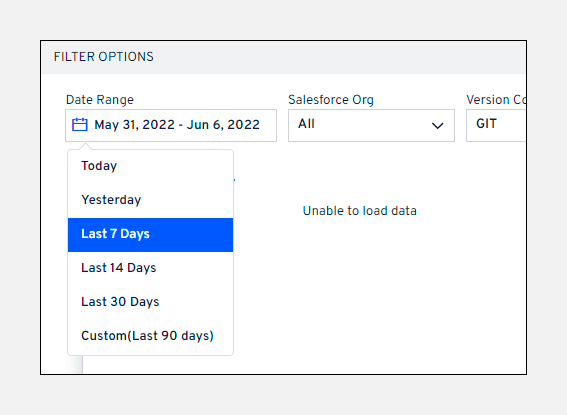 FILTER OPTIONS
Date Range
Salesforce Org
Version Co
May 31, 2022 - Jun 6, 2022
All
GIT
Today
Yesterday
Last 7 Days
Last 14 Days
Last 30 Days
Custom(Last 90 days)
Unable to load data